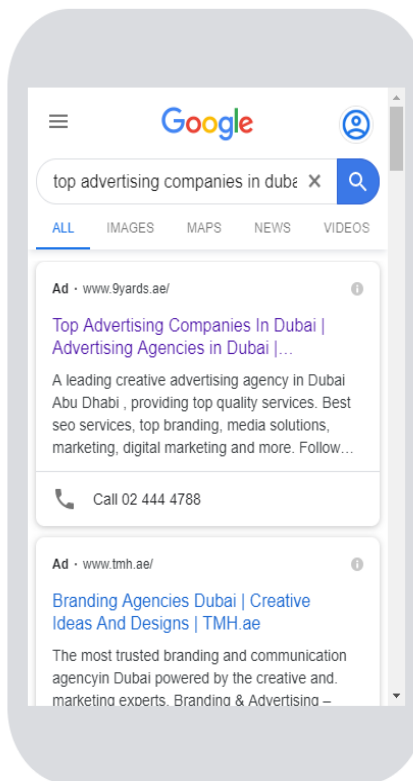 Google
top advertising companies in duba
ALL IMAGES MAPS NEWS VIDEOS
Ad · www.9yards.ae/
Top Advertising Companies In Dubai |
Advertising Agencies in Dubai |...
A leading creative advertising agency in Dubai
Abu Dhabi , providing top quality services. Best
seo services, top branding, media solutions,
marketing, digital marketing and more. Follow...
Call 02 444 4788
Ad · www.tmh.ae/
Branding Agencies Dubai | Creative
Ideas And Designs | TMH.ae
The most trusted branding and communication
agencyin Dubai powered by the creative and.
marketing experts. Branding & Advertising –